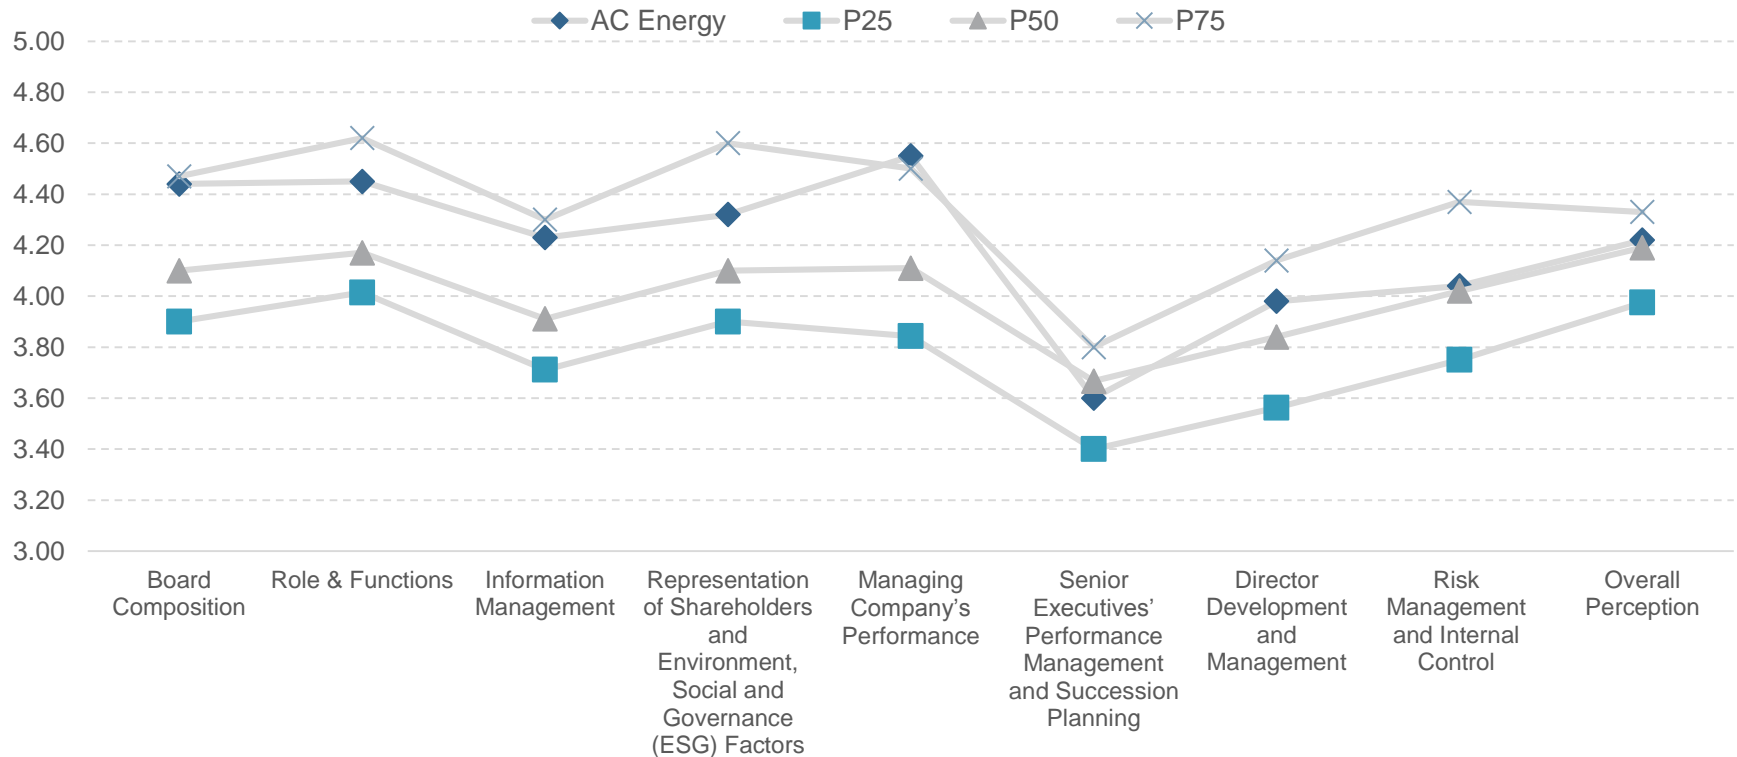 AC Energy P25 P50 P75
5.00
4.80
4.60
4.40
4.20
4.00
3.80
3.60
3.40
3.20
3.00
Board
Composition
Role & Functions
Information
Management
Representation
of Shareholders
and
Environment,
Social and
Governance
(ESG) Factors
Managing
Company’s
Performance
Senior
Executives’
Performance
Management
and Succession
Planning
Director
Development
and
Management
Risk
Management
and Internal
Control
Overall
Perception